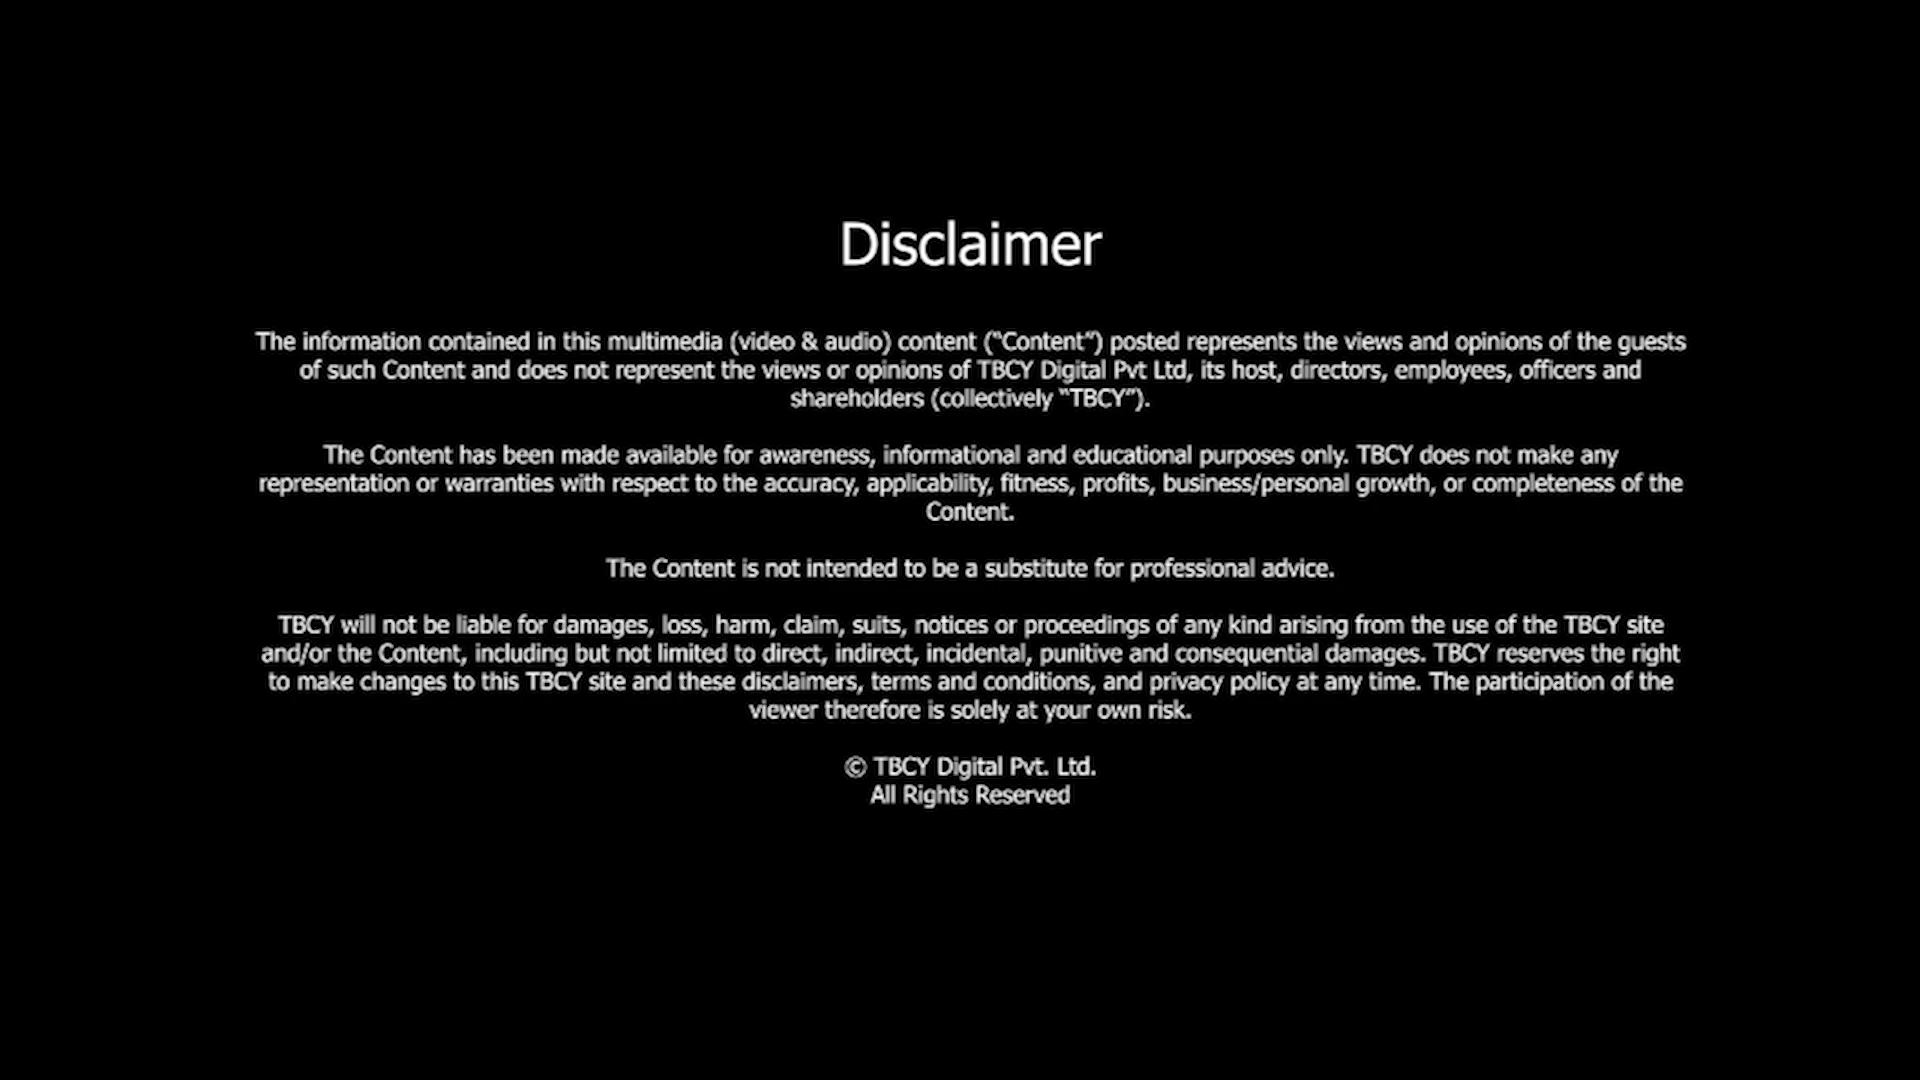 Disclaimer
The information contained in this multimedia (video & audio) content (“Content”) posted represents the views and opinions of the guests
of such Content and does not represent the views or opinions of TBCY Digital Pvt Ltd, its host, directors, employees, officers and
shareholders (collectively “TBCY”).
The Content has been made available for awareness, informational and educational purposes only. TBCY does not make any
representation or warranties with respect to the accuracy, applicability, fitness, profits, business/personal growth, or completeness of the
Content.
The Content is not intended to be a substitute for professional advice.
TBCY will not be liable for damages, loss, harm, claim, suits, notices or proceedings of any kind arising from the use of the TBCY site
and/or the Content, including but not limited to direct, indirect, incidental, punitive and consequential damages. TBCY reserves the right
to make changes to this TBCY site and these disclaimers, terms and conditions, and privacy policy at any time. The participation of the
viewer therefore is solely at your own risk.
© TBCY Digital Pvt. Ltd.
All Rights Reserved